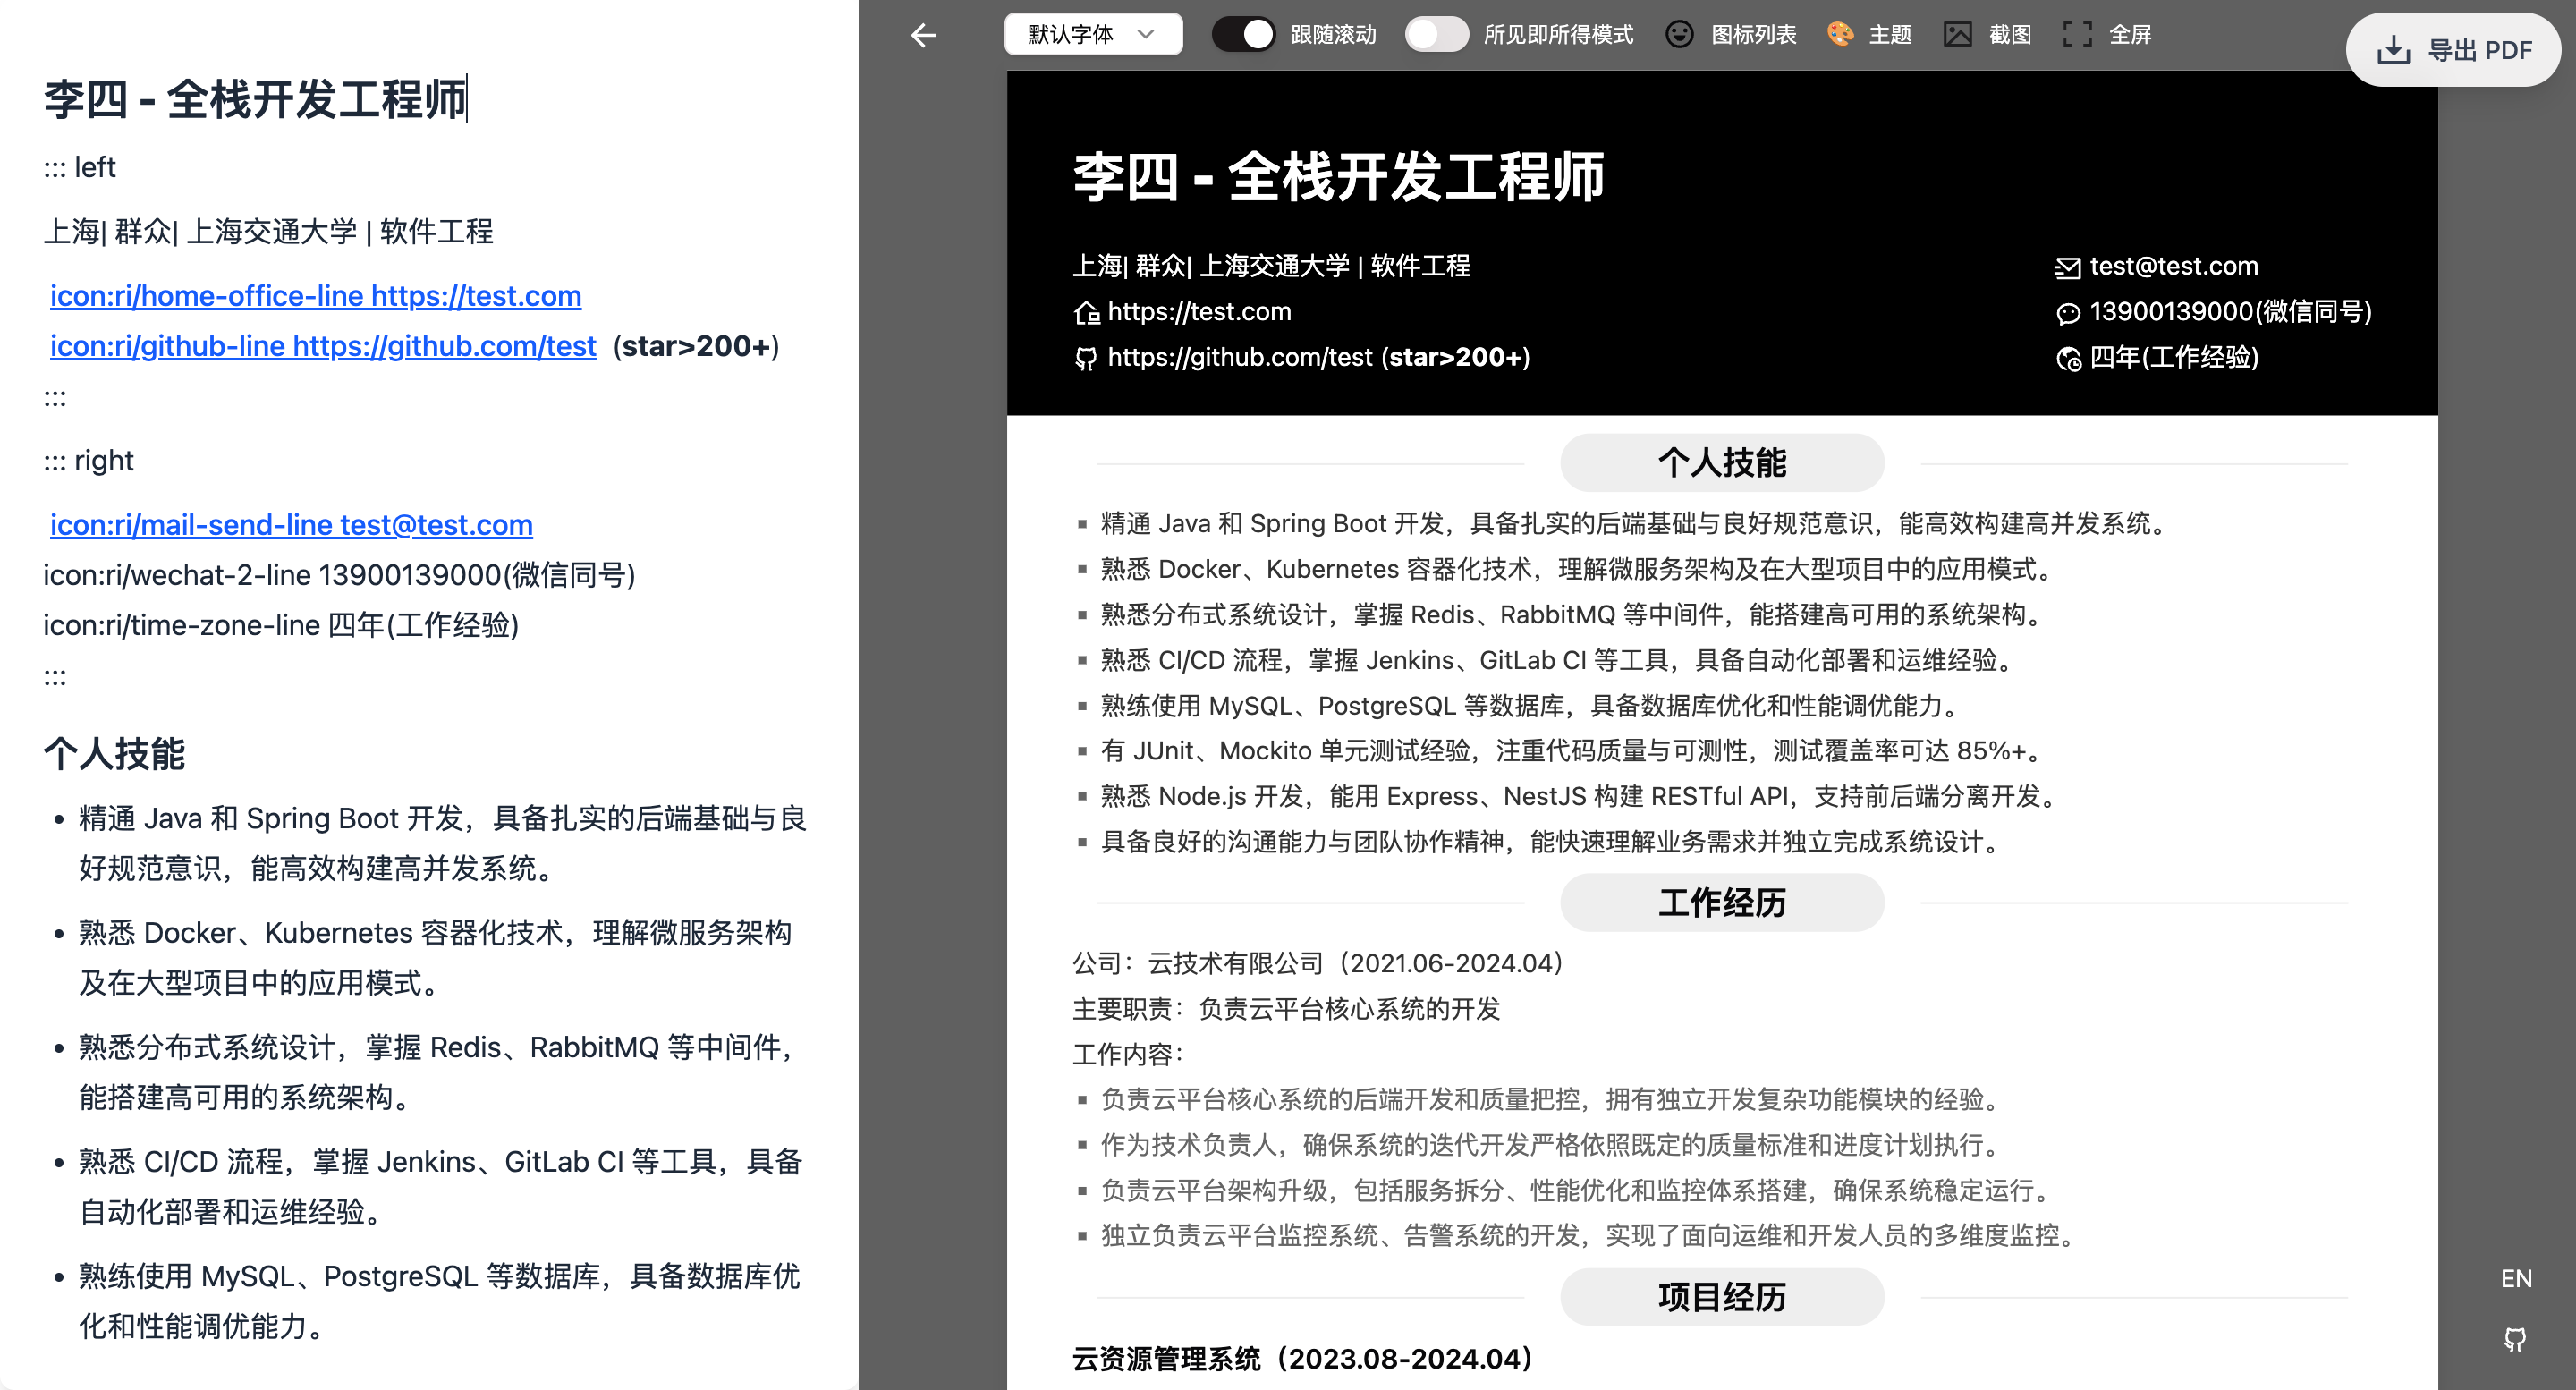 李四 - 全栈开发工程师
::: left
上海| 群众| 上海交通大学 | 软件工程
icon:ri/home-office-line https://test.com
icon:ri/github-line https://github.com/test (star>200+)
:::
::: right
icon:ri/mail-send-line test@test.com
icon:ri/wechat-2-line 13900139000(微信同号)
icon:ri/time-zone-line 四年(工作经验)
:::
个人技能
• 精通 Java 和 Spring Boot 开发，具备扎实的后端基础与良
好规范意识，能高效构建高并发系统。
• 熟悉 Docker、Kubernetes 容器化技术，理解微服务架构
及在大型项目中的应用模式。
• 熟悉分布式系统设计，掌握 Redis、RabbitMQ 等中间件，
能搭建高可用的系统架构。
• 熟悉 CI/CD 流程，掌握 Jenkins、GitLab CI 等工具，具备
自动化部署和运维经验。
• 熟练使用 MySQL、PostgreSQL 等数据库，具备数据库优
化和性能调优能力。
默认字体 跟随滚动 所见即所得模式 图标列表 主题 截图 全屏
导出 PDF
李四 - 全栈开发工程师
上海| 群众| 上海交通大学 | 软件工程
https://test.com
https://github.com/test (star>200+)
test@test.com
13900139000(微信同号)
四年(工作经验)
个人技能
▪ 精通 Java 和 Spring Boot 开发，具备扎实的后端基础与良好规范意识，能高效构建高并发系统。
▪ 熟悉 Docker、Kubernetes 容器化技术，理解微服务架构及在大型项目中的应用模式。
▪ 熟悉分布式系统设计，掌握 Redis、RabbitMQ 等中间件，能搭建高可用的系统架构。
▪ 熟悉 CI/CD 流程，掌握 Jenkins、GitLab CI 等工具，具备自动化部署和运维经验。
▪ 熟练使用 MySQL、PostgreSQL 等数据库，具备数据库优化和性能调优能力。
▪ 有 JUnit、Mockito 单元测试经验，注重代码质量与可测性，测试覆盖率可达 85%+。
▪ 熟悉 Node.js 开发，能用 Express、NestJS 构建 RESTful API，支持前后端分离开发。
▪ 具备良好的沟通能力与团队协作精神，能快速理解业务需求并独立完成系统设计。
工作经历
公司：云技术有限公司（2021.06-2024.04）
主要职责：负责云平台核心系统的开发
工作内容：
▪ 负责云平台核心系统的后端开发和质量把控，拥有独立开发复杂功能模块的经验。
▪ 作为技术负责人，确保系统的迭代开发严格依照既定的质量标准和进度计划执行。
▪ 负责云平台架构升级，包括服务拆分、性能优化和监控体系搭建，确保系统稳定运行。
▪ 独立负责云平台监控系统、告警系统的开发，实现了面向运维和开发人员的多维度监控。
项目经历
云资源管理系统（2023.08-2024.04）
EN